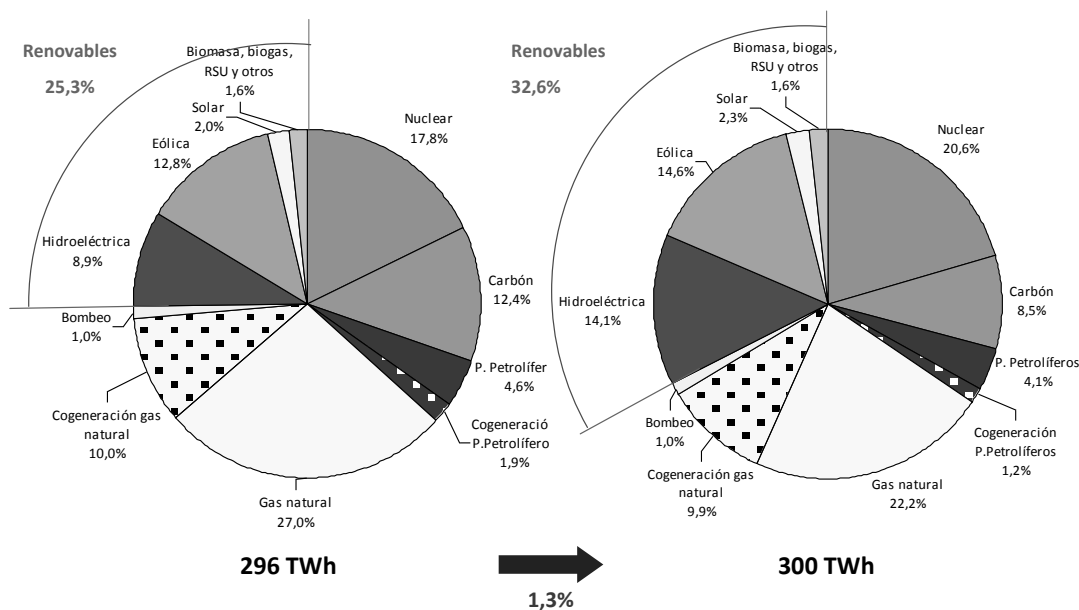 Renovables
25,3%
Biomasa, biogas,
RSU y otros
1,6%
Solar
2,0%
Eólica
12,8%
Hidroeléctrica
8,9%
Bombeo
1,0%
Cogeneración gas
natural
10,0%
Gas natural
27,0%
Cogeneració
P.Petrolífero
1,9%
P. Petrolífer
4,6%
Carbón
12,4%
Nuclear
17,8%
296 TWh
1,3%
Renovables
32,6%
Biomasa, biogas,
RSU y otros
1,6%
Solar
2,3%
Eólica
14,6%
Hidroeléctrica
14,1%
Bombeo
1,0%
Cogeneración gas
natural
9,9%
Gas natural
22,2%
Cogeneración
P.Petrolíferos
1,2%
P. Petrolíferos
4,1%
Carbón
8,5%
Nuclear
20,6%
300 TWh